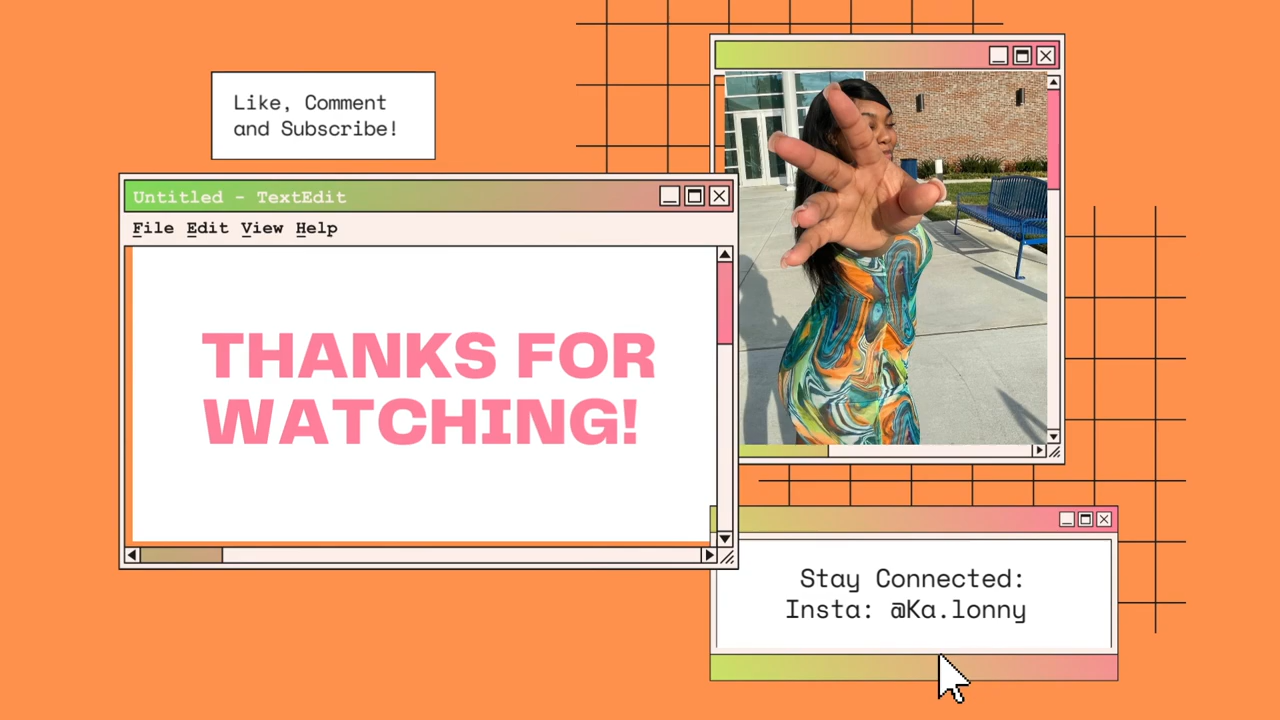 Like, Comment
and Subscribe!
Untitled - TextEdit
File Edit View Help
THANKS FOR
WATCHING!
Stay Connected:
Insta: @Ka.lonny